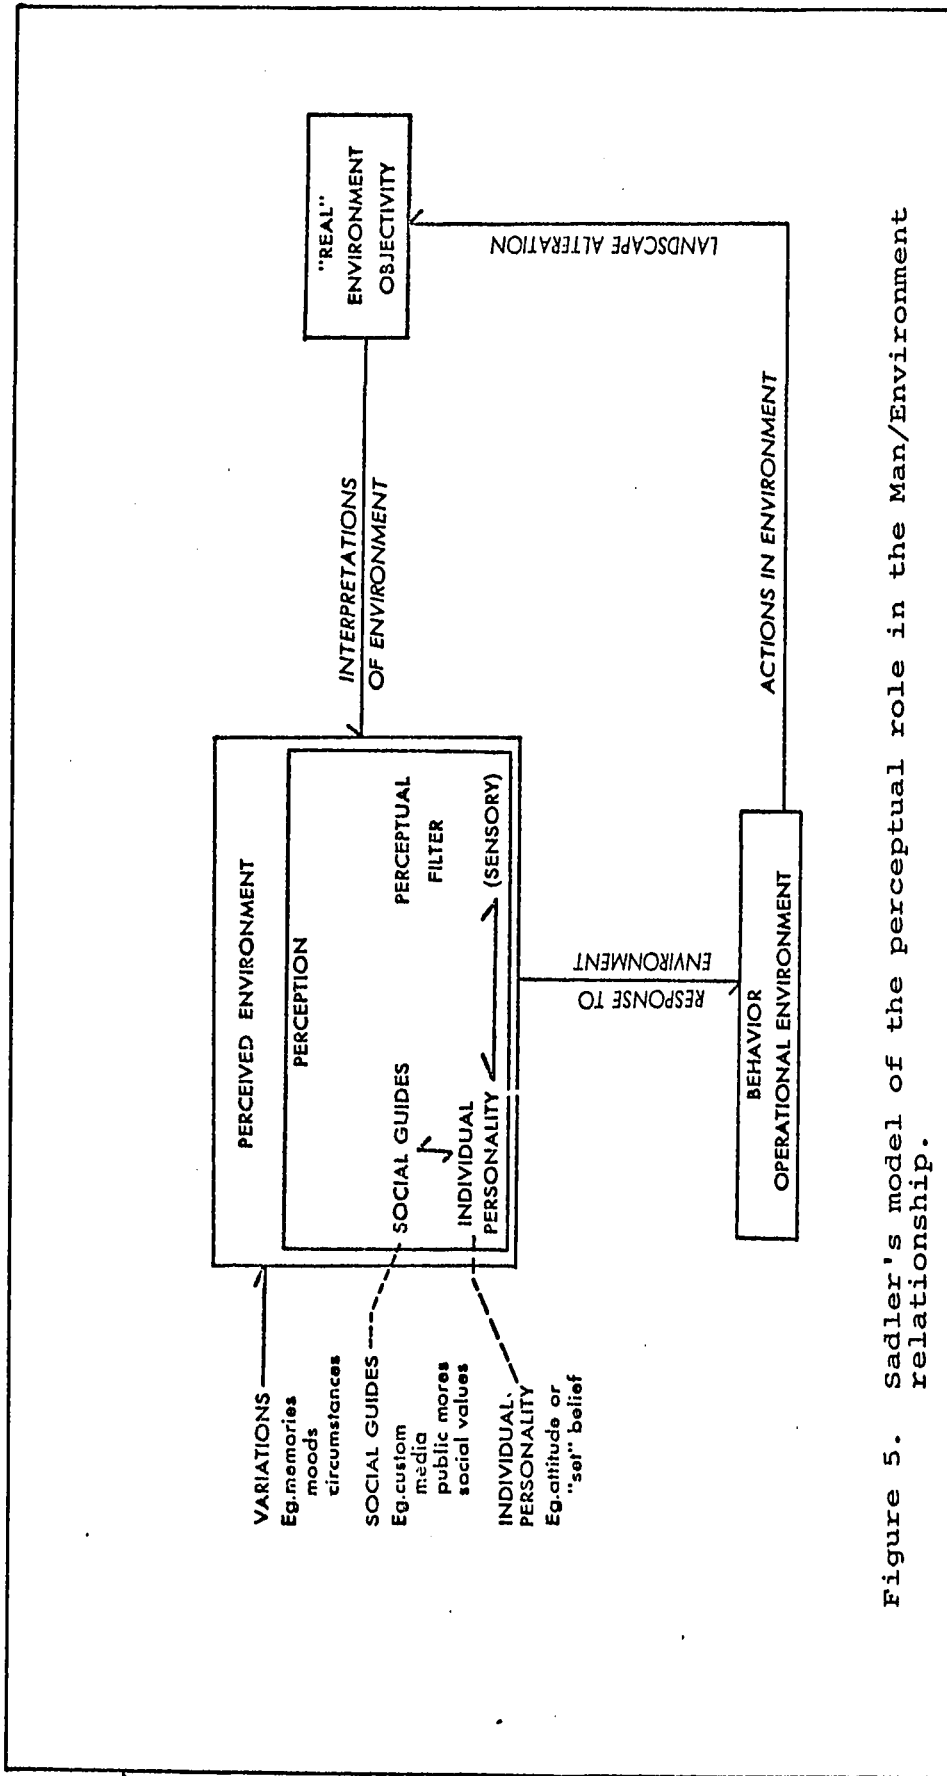 VARIATIONS
Eg.memories
moods
circumstances
SOCIAL GUIDES
Eg.custom
media
public mores
social values
INDIVIDUAL
PERSONALITY
Eg.attitude or
"set" belief
PERCEIVED ENVIRONMENT
PERCEPTION
SOCIAL GUIDES
INDIVIDUAL
PERSONALITY
PERCEPTUAL
FILTER
(SENSORY)
INTERPRETATIONS
OF ENVIRONMENT
"REAL"
ENVIRONMENT
OBJECTIVITY
RESPONSE TO
ENVIRONMENT
BEHAVIOR
OPERATIONAL ENVIRONMENT
ACTIONS IN ENVIRONMENT
LANDSCAPE ALTERATION
Figure 5. Sadler's model of the perceptual role in the Man/Environment
relationship.